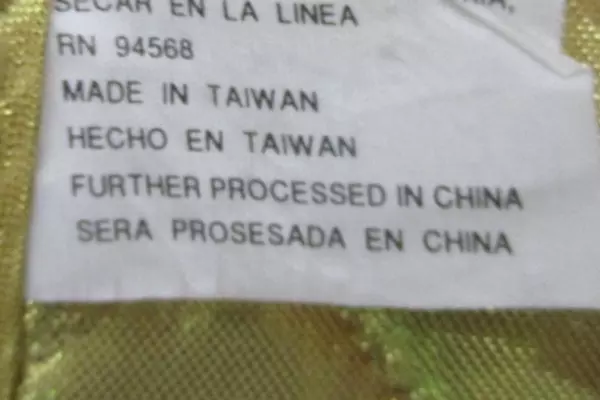 SECAR EN LA LINEA
RN 94568
MADE IN TAIWAN
HECHO EN TAIWAN
FURTHER PROCESSED IN CHINA
SERA PROSESADA EN CHINA